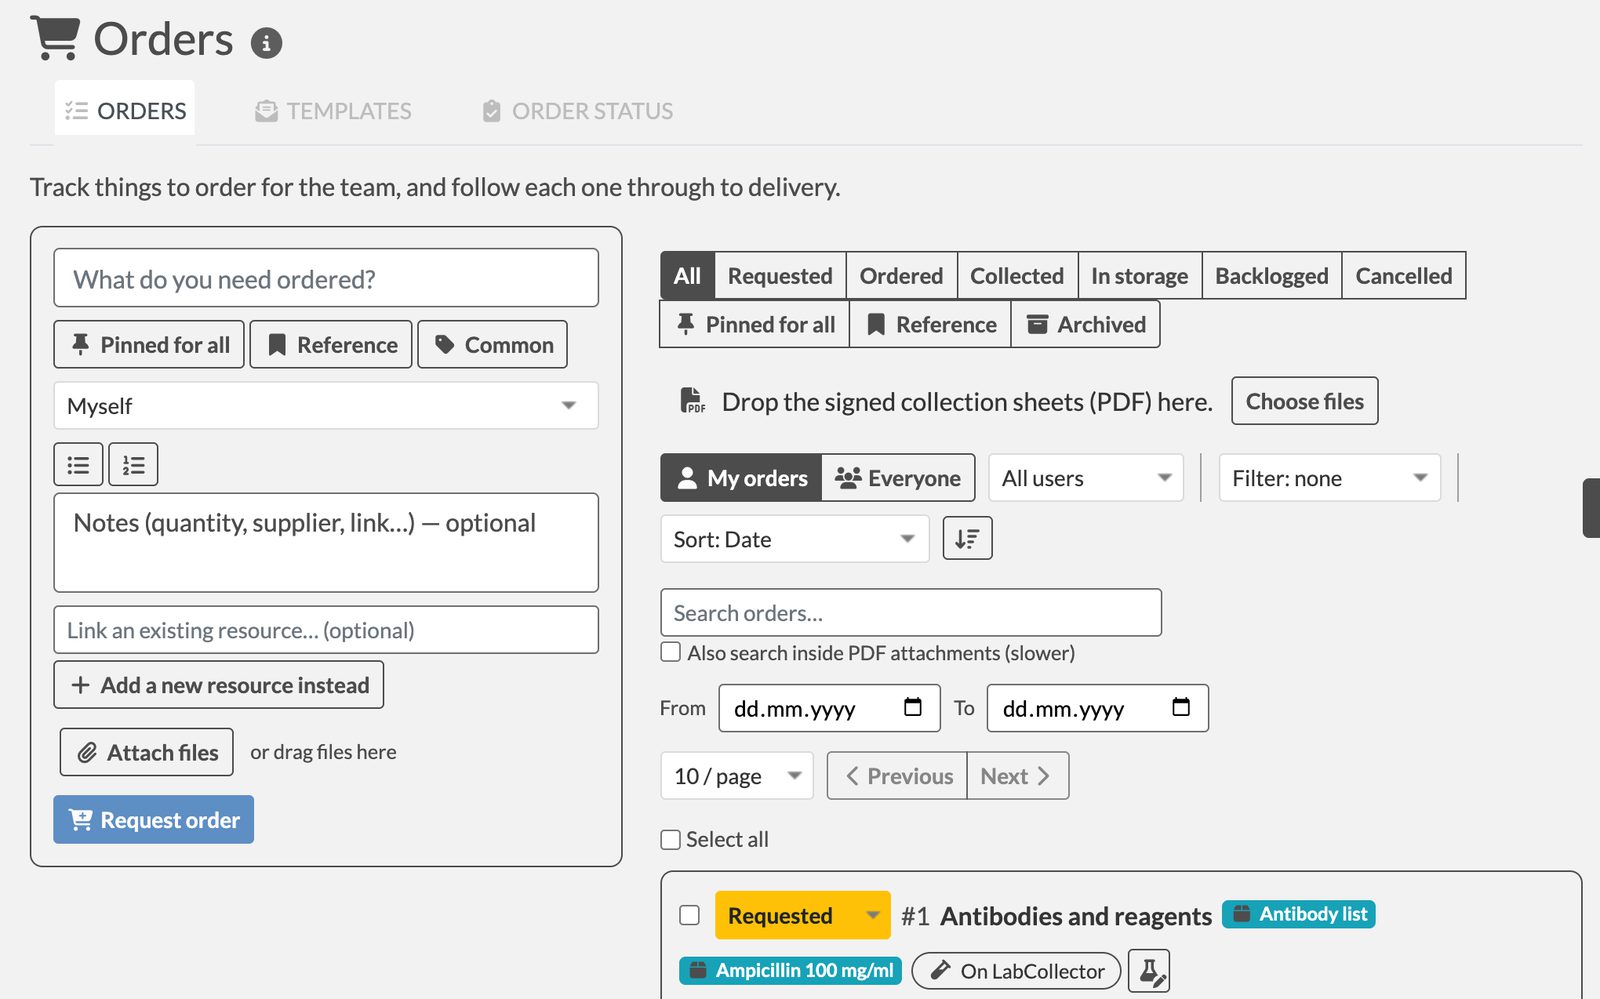 Orders
ORDERS TEMPLATES ORDER STATUS
Track things to order for the team, and follow each one through to delivery.
What do you need ordered?
Pinned for all Reference Common
Myself
Notes (quantity, supplier, link...) — optional
Link an existing resource... (optional)
Add a new resource instead
Attach files or drag files here
Request order
All Requested Ordered Collected In storage Backlogged Cancelled
Pinned for all Reference Archived
PDF Drop the signed collection sheets (PDF) here. Choose files
My orders Everyone All users Filter: none
Sort: Date
Search orders...
Also search inside PDF attachments (slower)
From dd.mm.yyyy To dd.mm.yyyy
10 / page Previous Next
Select all
Requested #1 Antibodies and reagents Antibody list
Ampicillin 100 mg/ml On LabCollector